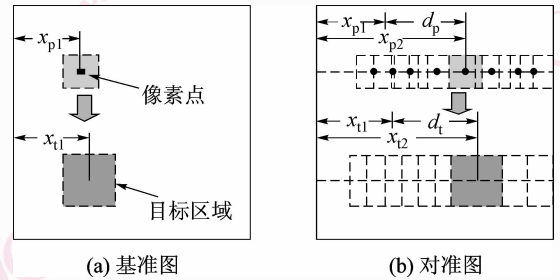 x_p1
像素点
x_t1
目标区域
(a) 基准图
x_p1 d_p
x_p2
x_t1 d_t
x_t2
(b) 对准图